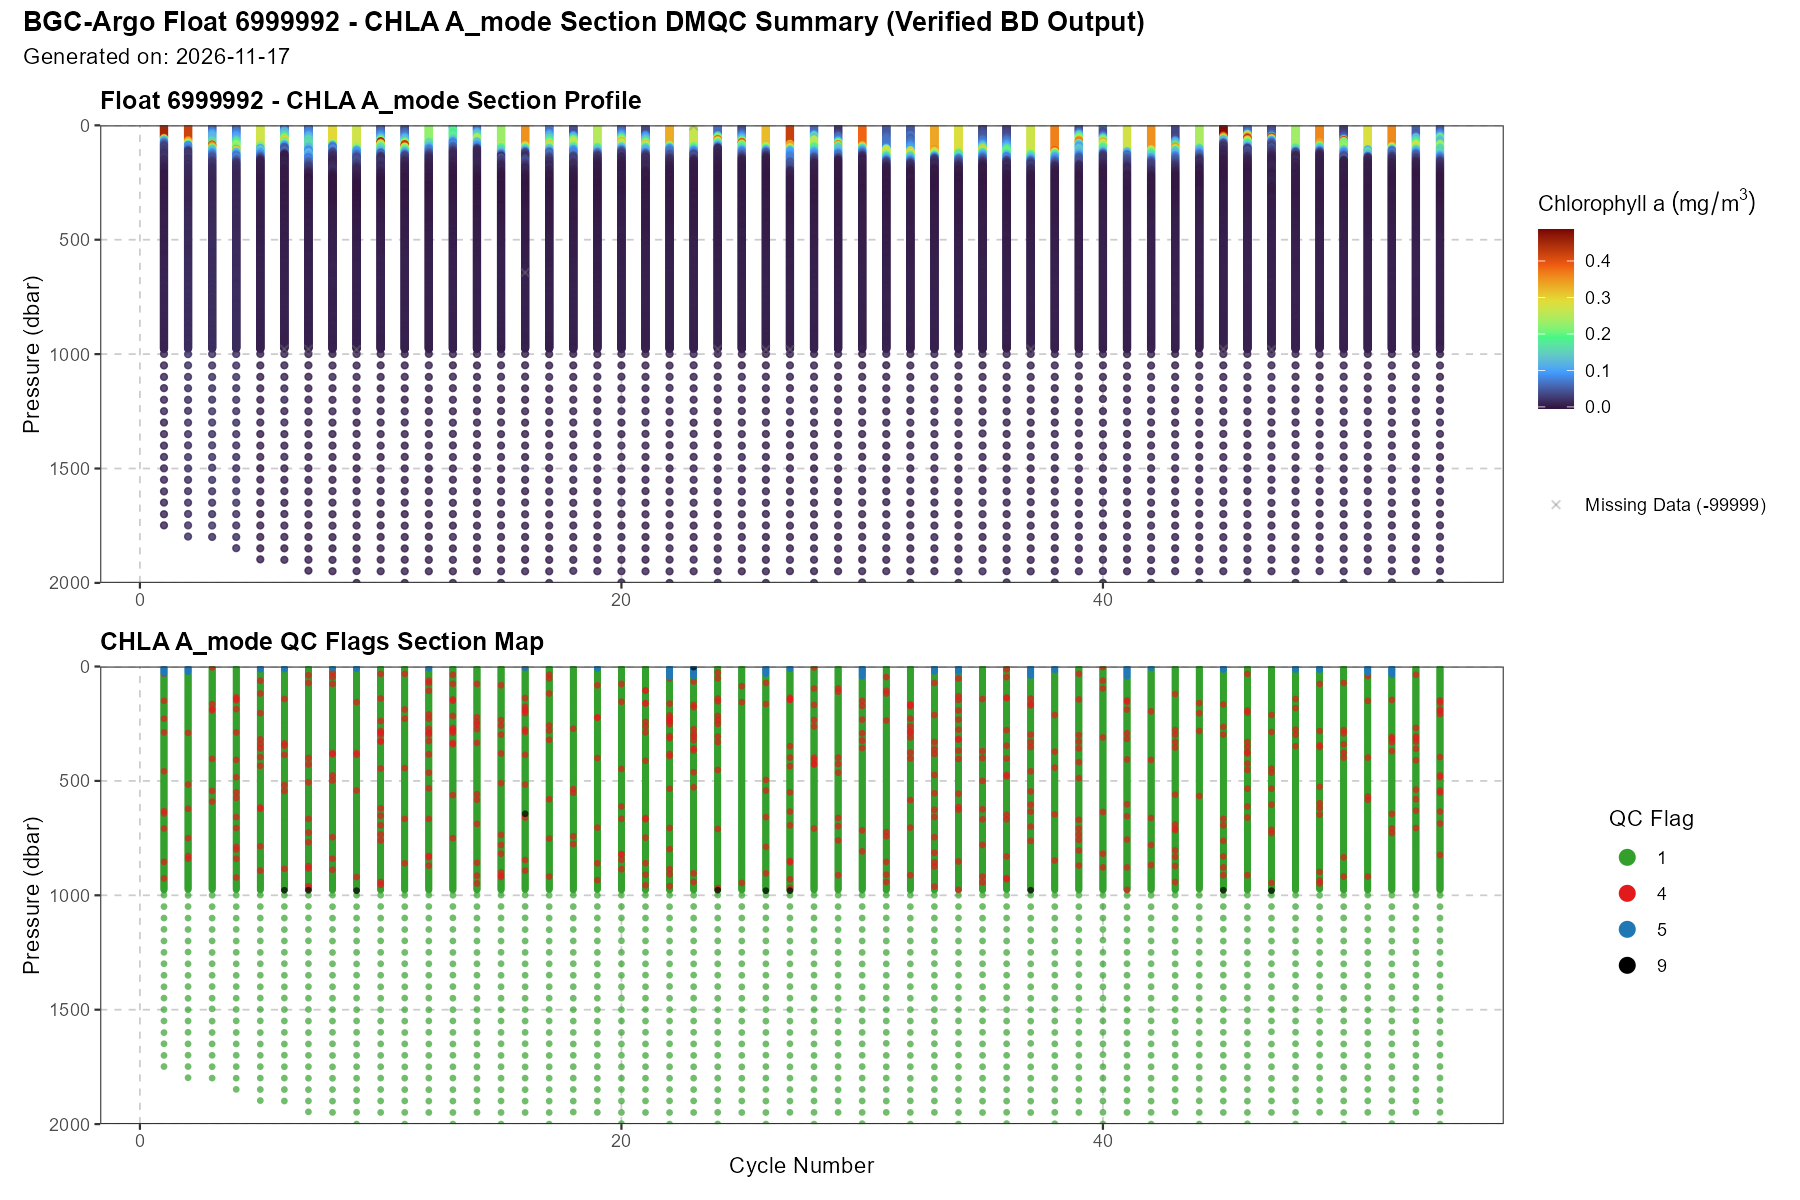 BGC-Argo Float 6999992 - CHLA A_mode Section DMQC Summary (Verified BD Output)
Generated on: 2026-11-17
Float 6999992 - CHLA A_mode Section Profile
Pressure (dbar)
0
500
1000
1500
2000
0
20
40
Chlorophyll a (mg/m³)
0.4
0.3
0.2
0.1
0.0
Missing Data (-99999)
CHLA A_mode QC Flags Section Map
Pressure (dbar)
0
500
1000
1500
2000
0
20
40
Cycle Number
QC Flag
1
4
5
9